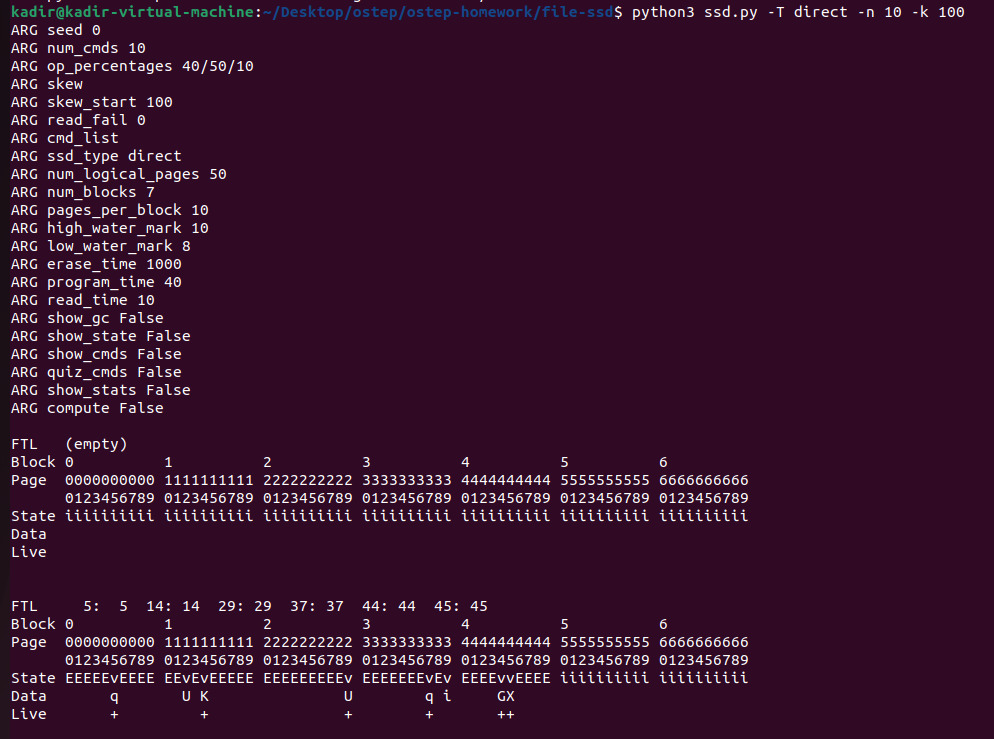 kadir@kadir-virtual-machine:~/Desktop/ostep/ostep-homework/file-ssd$ python3 ssd.py -T direct -n 10 -k 100
ARG seed 0
ARG num_cmds 10
ARG op_percentages 40/50/10
ARG skew
ARG skew_start 100
ARG read_fail 0
ARG cmd_list
ARG ssd_type direct
ARG num_logical_pages 50
ARG num_blocks 7
ARG pages_per_block 10
ARG high_water_mark 10
ARG low_water_mark 8
ARG erase_time 1000
ARG program_time 40
ARG read_time 10
ARG show_gc False
ARG show_state False
ARG show_cmds False
ARG quiz_cmds False
ARG show_stats False
ARG compute False

FTL   (empty)
Block 0          1          2          3          4          5          6
Page  0000000000 1111111111 2222222222 3333333333 4444444444 5555555555 6666666666
      0123456789 0123456789 0123456789 0123456789 0123456789 0123456789 0123456789
State iiiiiiiiii iiiiiiiiii iiiiiiiiii iiiiiiiiii iiiiiiiiii iiiiiiiiii iiiiiiiiii
Data
Live

FTL     5:  5  14: 14  29: 29  37: 37  44: 44  45: 45
Block 0          1          2          3          4          5          6
Page  0000000000 1111111111 2222222222 3333333333 4444444444 5555555555 6666666666
      0123456789 0123456789 0123456789 0123456789 0123456789 0123456789 0123456789
State EEEEEvEEEE EEvEvEEEEE EEEEEEEEEv EEEEEEEvEv EEEEvvEEEE iiiiiiiiii iiiiiiiiii
Data       q       U K               U        q i     GX
Live       +         +               +        +       ++